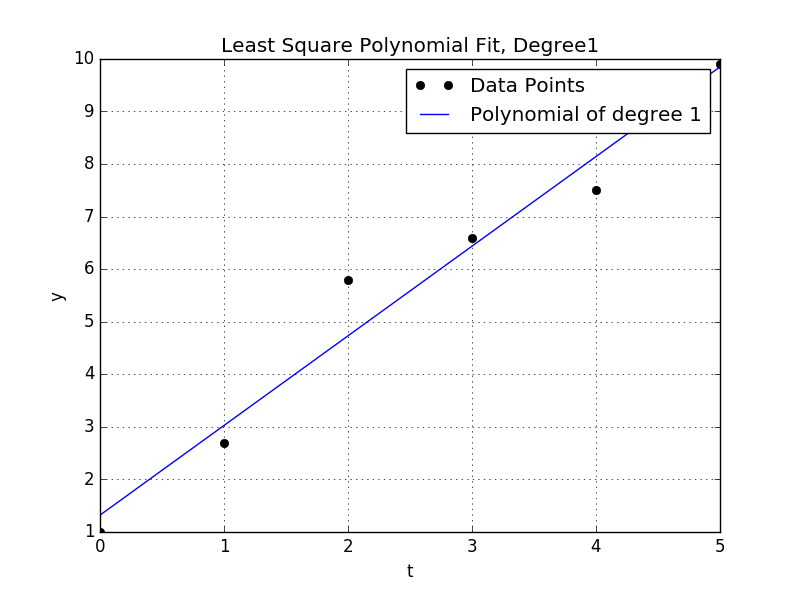 Least Square Polynomial Fit, Degree1
Data Points
Polynomial of degree 1
10
9
8
7
6
5
4
3
2
1
y
0 1 2 3 4 5
t